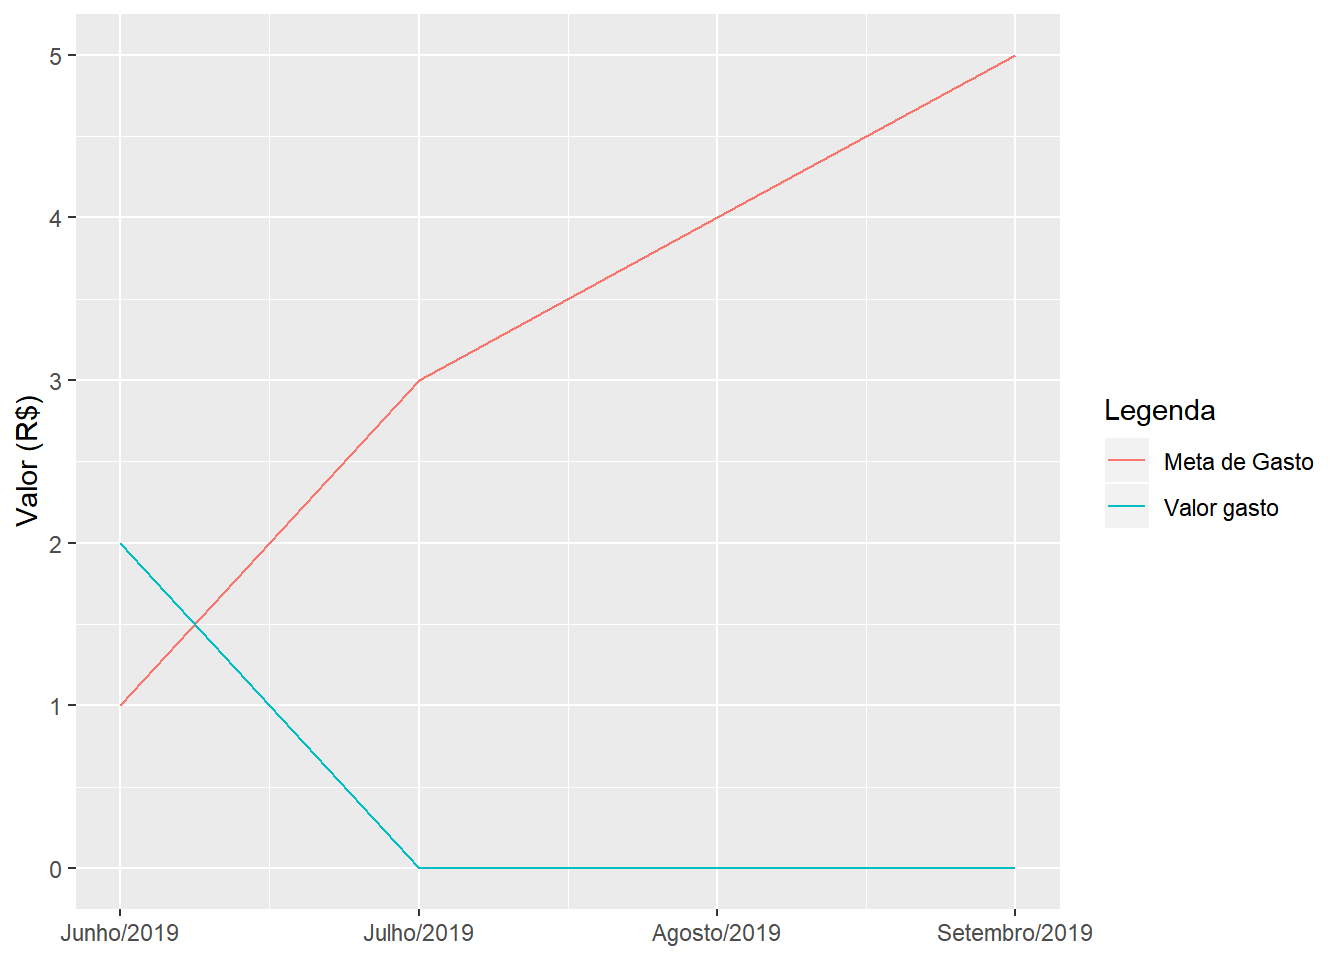 Valor (R$)
5
4
3
2
1
0
Junho/2019 Julho/2019 Agosto/2019 Setembro/2019
Legenda
Meta de Gasto
Valor gasto